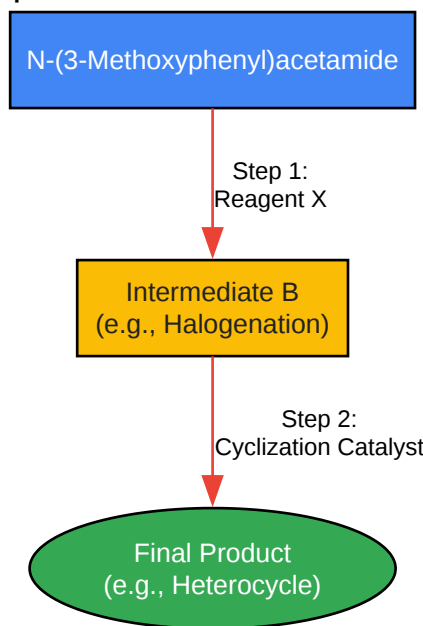 N-(3-Methoxyphenyl)acetamide
Step 1:
Reagent X
Intermediate B
(e.g., Halogenation)
Step 2:
Cyclization Catalyst
Final Product
(e.g., Heterocycle)